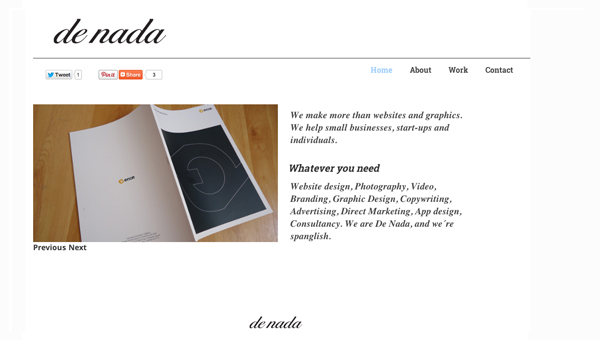 de nada
Tweet 1 Pin it Share 3
Home About Work Contact
We make more than websites and graphics.
We help small businesses, start-ups and
individuals.
Whatever you need
Website design, Photography, Video,
Branding, Graphic Design, Copywriting,
Advertising, Direct Marketing, App design,
Consultancy. We are De Nada, and we´re
spanglish.
Previous Next
de nada